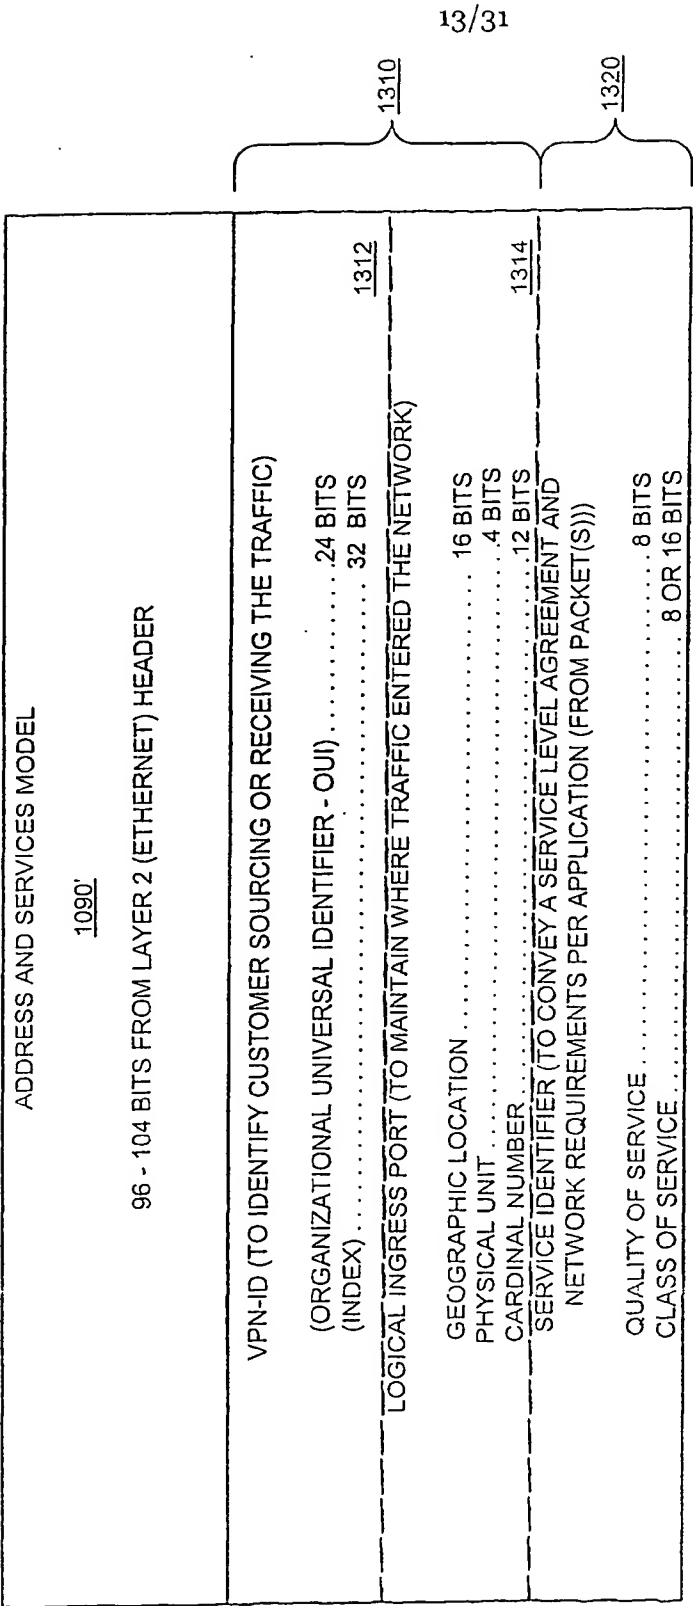 13/31
ADDRESS AND SERVICES MODEL
1090'
96 - 104 BITS FROM LAYER 2 (ETHERNET) HEADER
VPN-ID (TO IDENTIFY CUSTOMER SOURCING OR RECEIVING THE TRAFFIC)
(ORGANIZATIONAL UNIVERSAL IDENTIFIER - OUI)....................24 BITS
(INDEX)........................................................ 32 BITS
1312
1310
LOGICAL INGRESS PORT (TO MAINTAIN WHERE TRAFFIC ENTERED THE NETWORK)
GEOGRAPHIC LOCATION........................................ 16 BITS
PHYSICAL UNIT.................................................4 BITS
CARDINAL NUMBER..............................................12 BITS
1314
SERVICE IDENTIFIER (TO CONVEY A SERVICE LEVEL AGREEMENT AND
NETWORK REQUIREMENTS PER APPLICATION (FROM PACKET(S)))
1320
QUALITY OF SERVICE............................................8 BITS
CLASS OF SERVICE..........................................8 OR 16 BITS